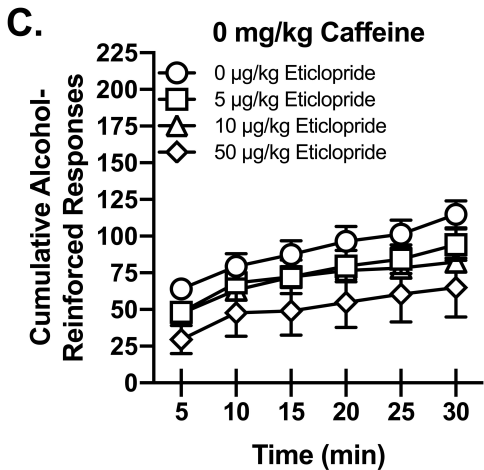 C.
0 mg/kg Caffeine
Cumulative Alcohol-
Reinforced Responses
225
200
175
150
125
100
75
50
25
0
0 µg/kg Eticlopride
5 µg/kg Eticlopride
10 µg/kg Eticlopride
50 µg/kg Eticlopride
5 10 15 20 25 30
Time (min)